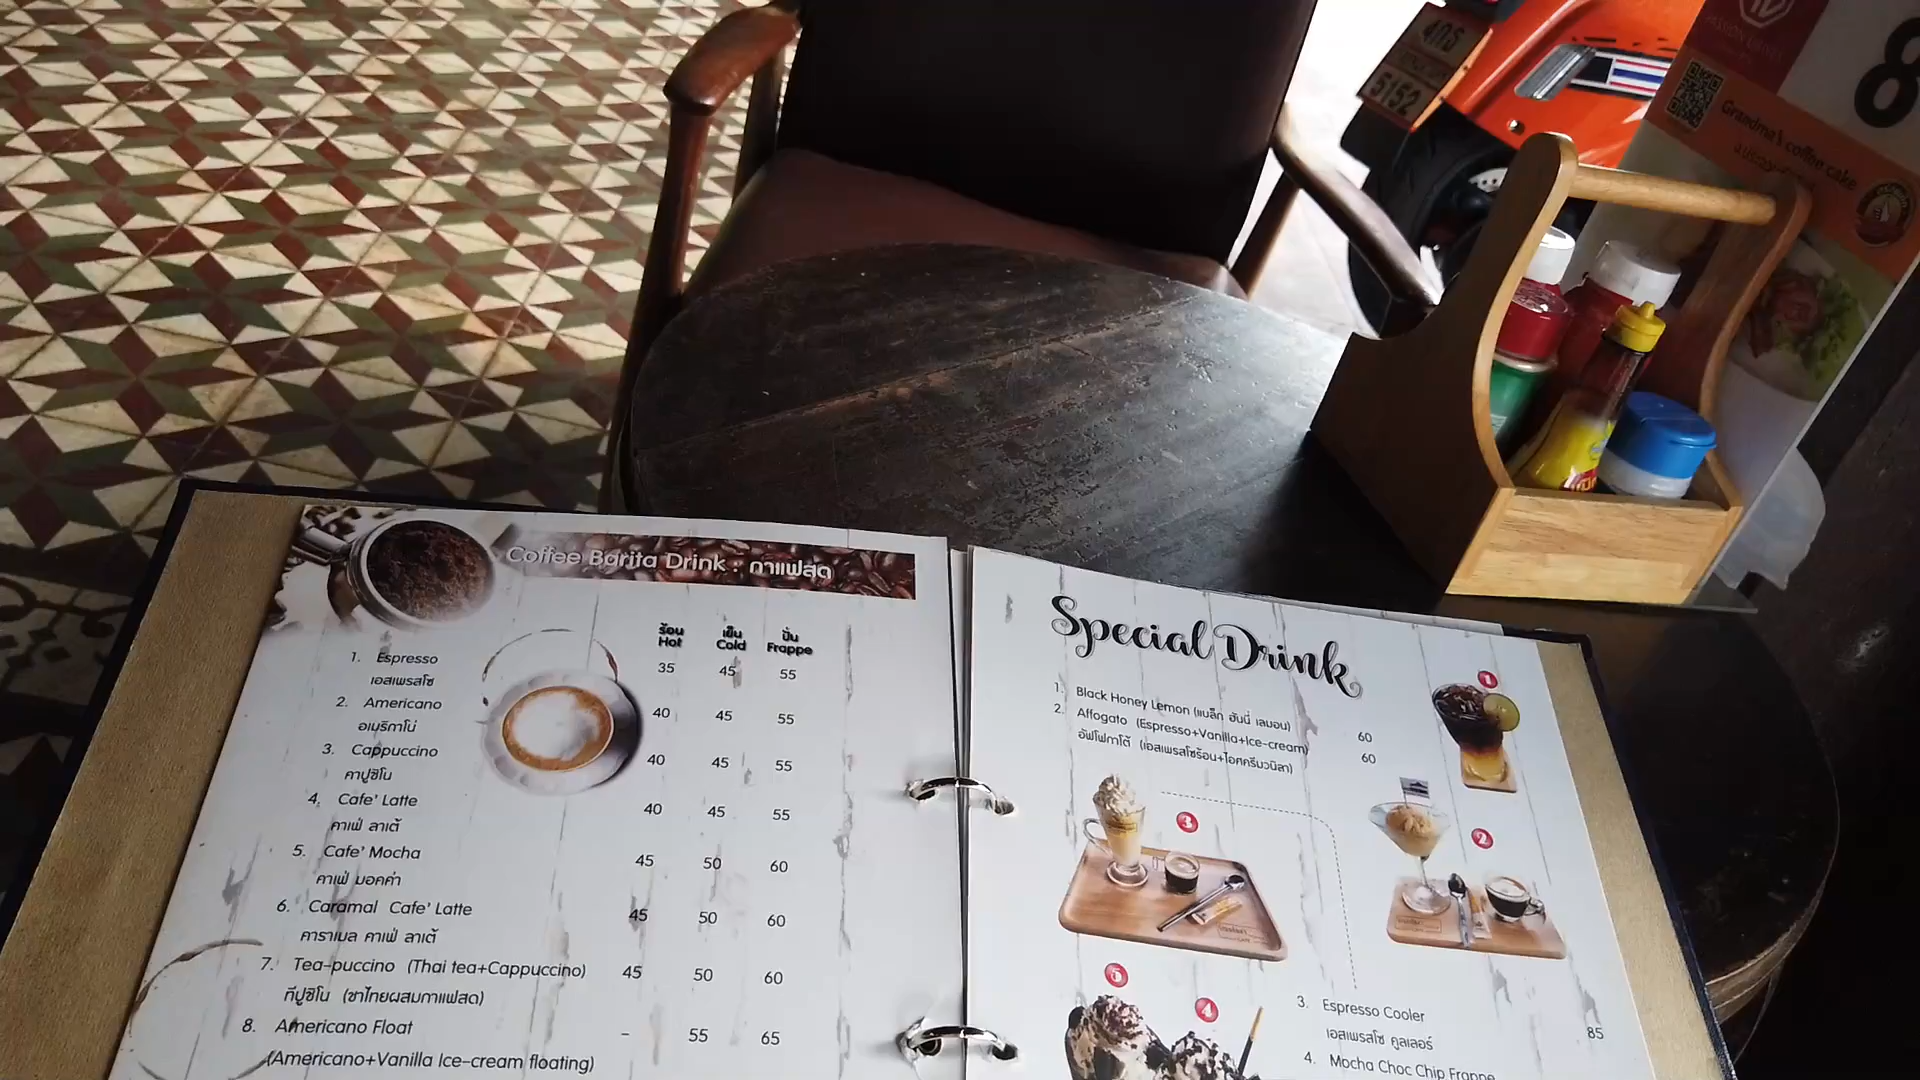 4กธ
5152
8
Grandma's coffee cake
Coffee Barita Drink : กาแฟสด
ร้อน เย็น ปั่น
Hot Cold Frappe
1. Espresso 35 45 55
เอสเพรสโซ
2. Americano 40 45 55
อเมริกาโน่
3. Cappuccino 40 45 55
คาปูชิโน
4. Cafe' Latte 40 45 55
คาเฟ่ ลาเต้
5. Cafe' Mocha 45 50 60
คาเฟ่ มอคค่า
6. Caramal Cafe' Latte 45 50 60
คาราเมล คาเฟ่ ลาเต้
7. Tea-puccino (Thai tea+Cappuccino) 45 50 60
ทีปูชิโน (ชาไทยผสมกาแฟสด)
8. Americano Float - 55 65
(Americano+Vanilla Ice-cream floating)
Special Drink
1. Black Honey Lemon (แบล็ก ฮันนี่ เลมอน) 60
2. Affogato (Espresso+Vanilla+Ice-cream) 60
อัฟโฟกาโต้ (เอสเพรสโซร้อน+ไอศครีมวนิลา)
1
3
2
5
4
3. Espresso Cooler 85
เอสเพรสโซ คูลเลอร์
4. Mocha Choc Chip Frappe